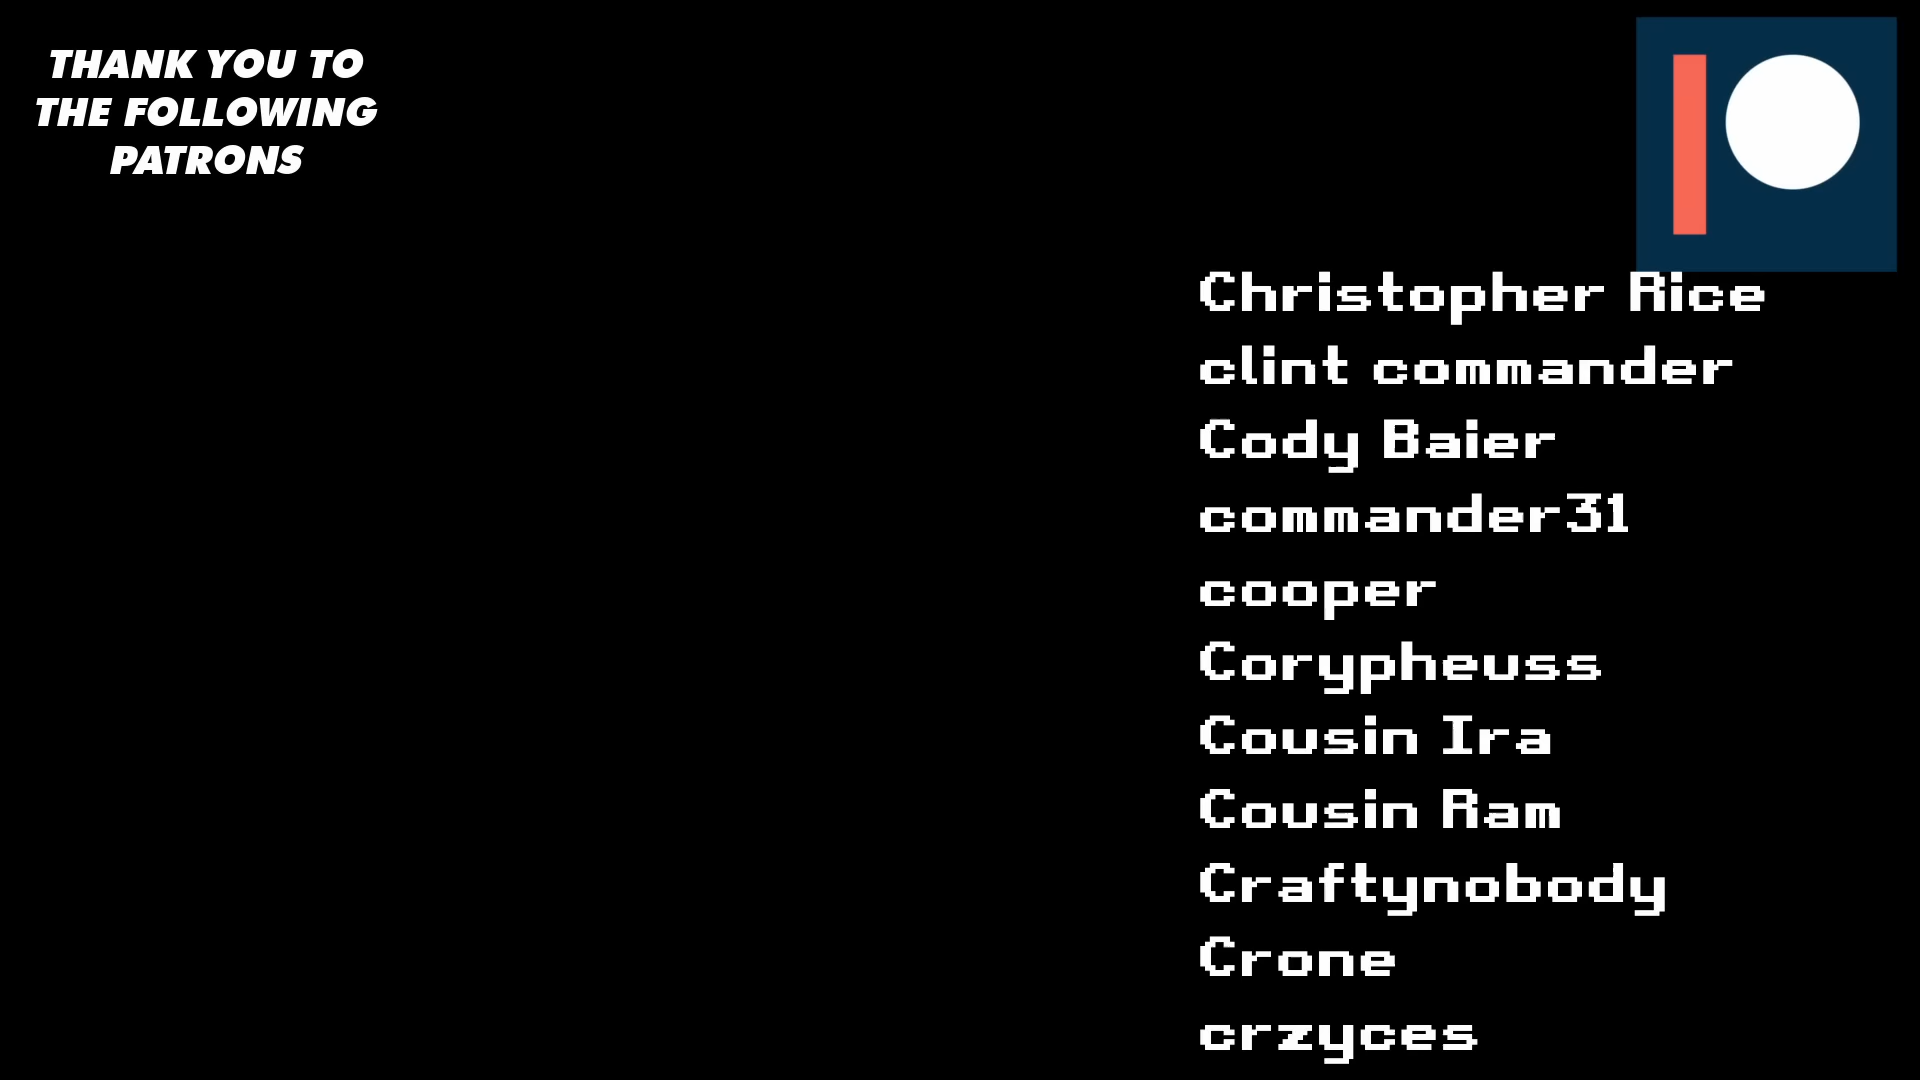 THANK YOU TO
THE FOLLOWING
PATRONS
Christopher Rice
clint commander
Cody Baier
commander31
cooper
Corypheuss
Cousin Ira
Cousin Ram
Craftynobody
Crone
crzyces